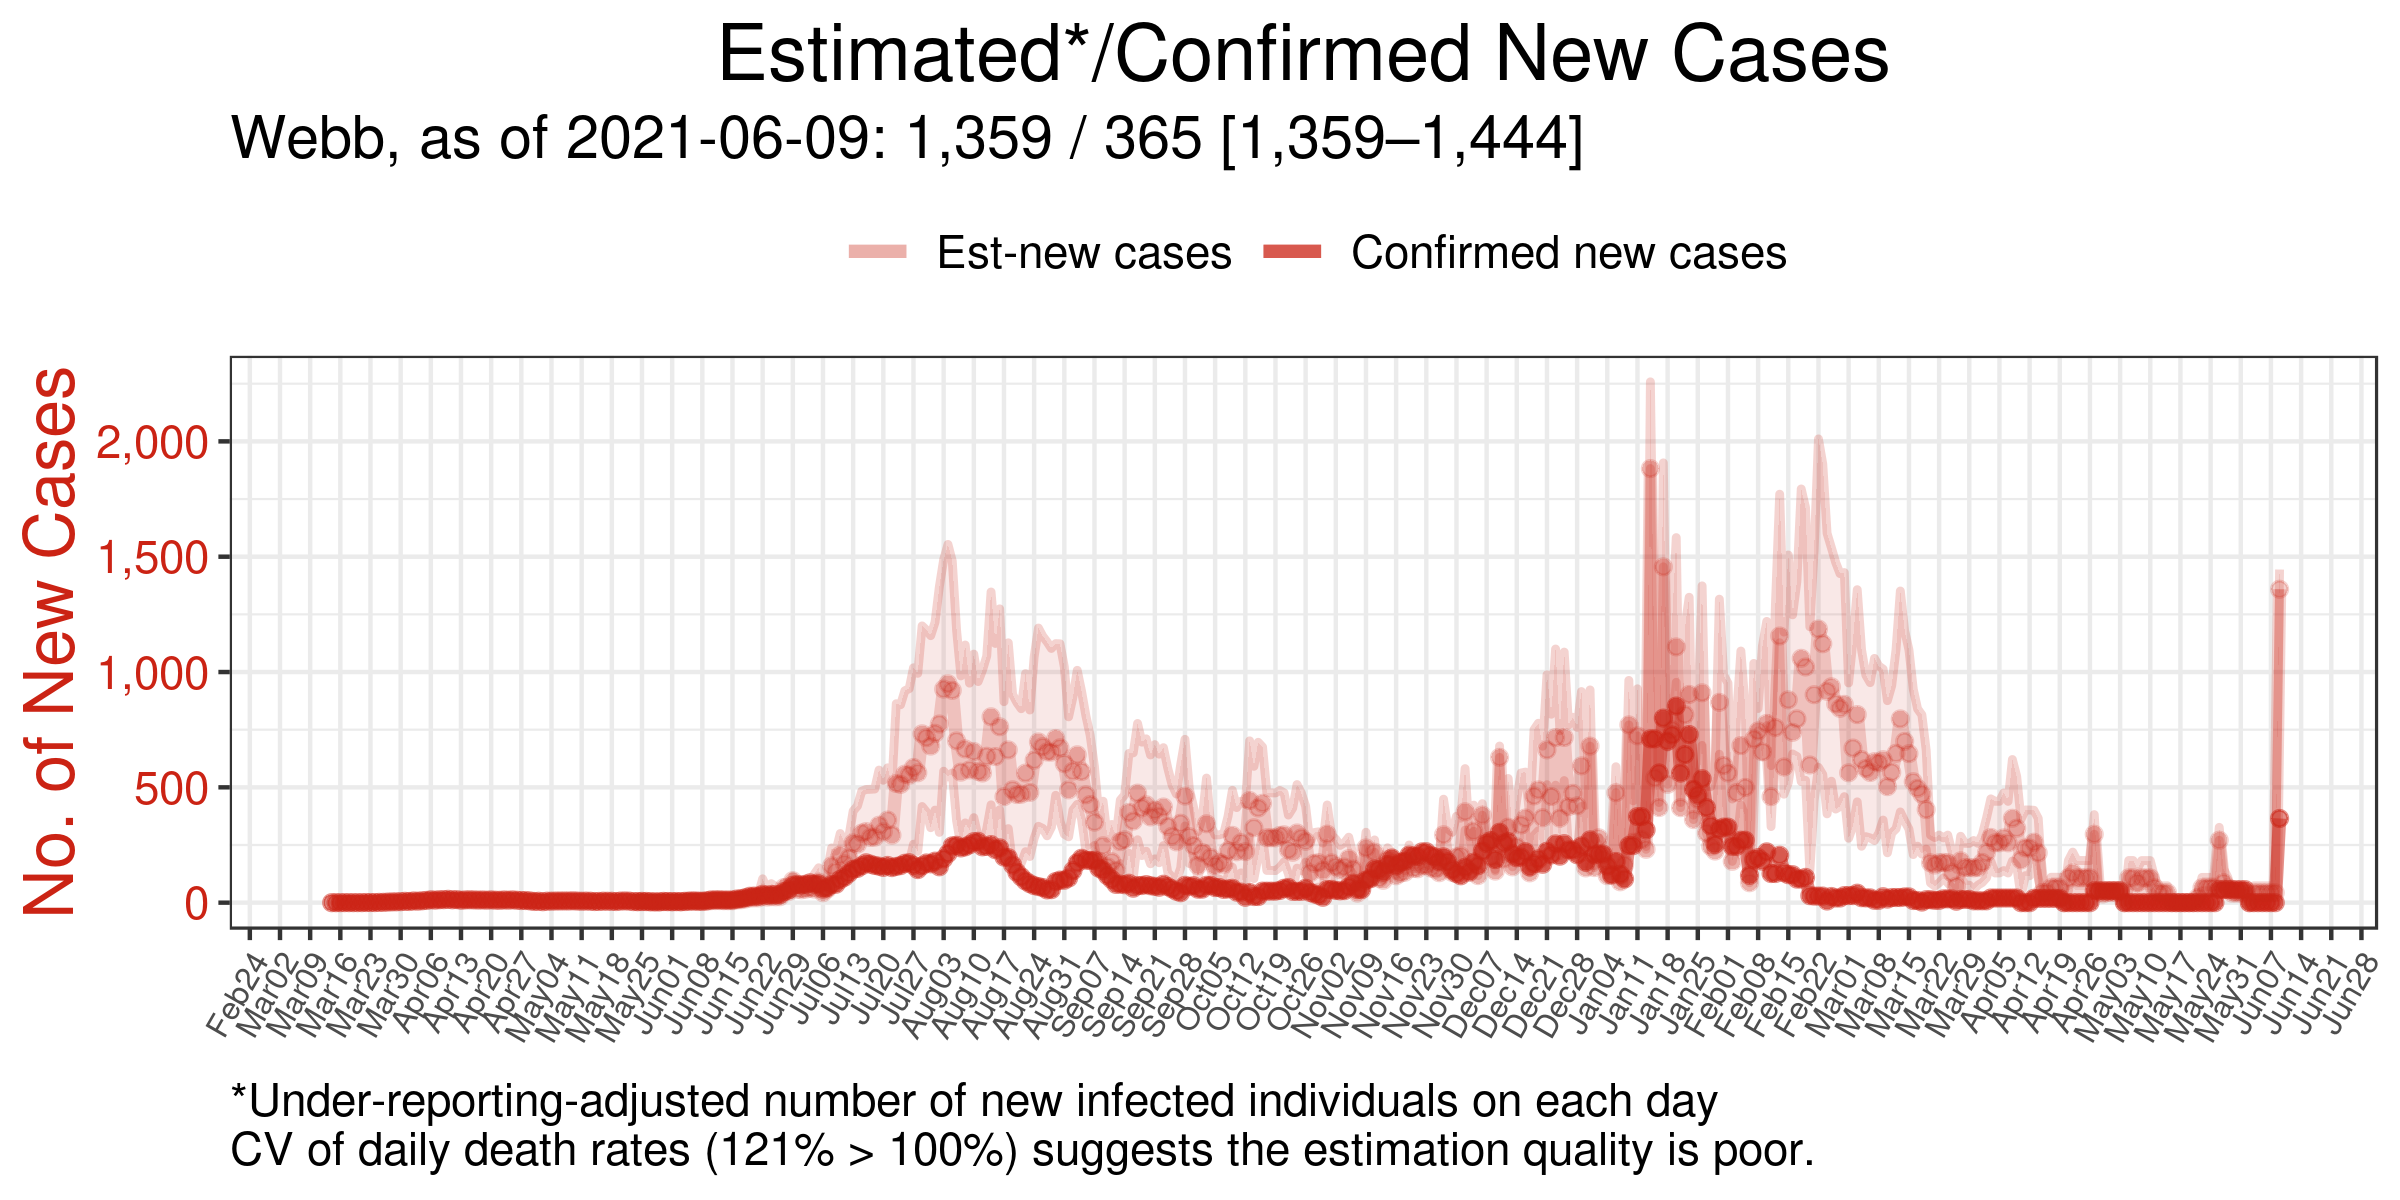 Estimated*/Confirmed New Cases
Webb, as of 2021-06-09: 1,359 / 365 [1,359–1,444]
Est-new cases Confirmed new cases
No. of New Cases
2,000
1,500
1,000
500
0
Feb24 Mar02 Mar09 Mar16 Mar23 Mar30 Apr06 Apr13 Apr20 Apr27 May04 May11 May18 May25 Jun01 Jun08 Jun15 Jun22 Jun29 Jul06 Jul13 Jul20 Jul27 Aug03 Aug10 Aug17 Aug24 Aug31 Sep07 Sep14 Sep21 Sep28 Oct05 Oct12 Oct19 Oct26 Nov02 Nov09 Nov16 Nov23 Nov30 Dec07 Dec14 Dec21 Dec28 Jan04 Jan11 Jan18 Jan25 Feb01 Feb08 Feb15 Feb22 Mar01 Mar08 Mar15 Mar22 Mar29 Apr05 Apr12 Apr19 Apr26 May03 May10 May17 May24 May31 Jun07 Jun14 Jun21 Jun28
*Under-reporting-adjusted number of new infected individuals on each day
CV of daily death rates (121% > 100%) suggests the estimation quality is poor.